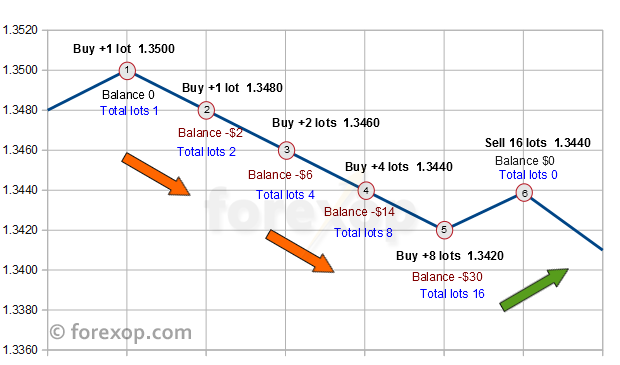 1.3520
1.3500
1.3480
1.3460
1.3440
1.3420
1.3400
1.3380
1.3360
Buy +1 lot 1.3500
1
Balance 0
Total lots 1
Buy +1 lot 1.3480
2
Balance -$2
Total lots 2
Buy +2 lots 1.3460
3
Balance -$6
Total lots 4
Buy +4 lots 1.3440
4
Balance -$14
Total lots 8
5
Buy +8 lots 1.3420
Balance -$30
Total lots 16
Sell 16 lots 1.3440
Balance $0
Total lots 0
6
forexop
© forexop.com